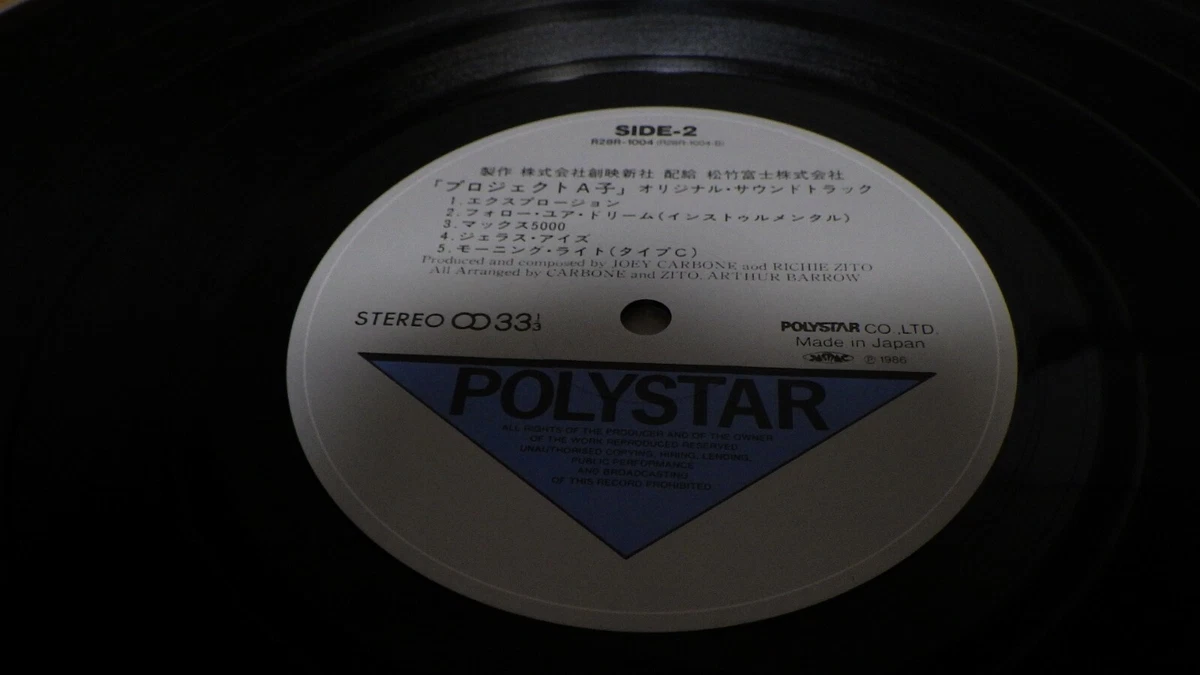 SIDE-2
R28R-1004 (R28R-1004-B)
製作 株式会社創映新社 配給 松竹富士株式会社
「プロジェクトA子」オリジナル・サウンドトラック
1. エクスプロージョン
2. フォロー・ユア・ドリーム(インストゥルメンタル)
3. マックス5000
4. ジェラス・アイズ
5. モーニング・ライト(タイプC)
Produced and composed by JOEY CARBONE aod RICHIE ZITO
All Arranged by CARBONE and ZITO, ARTHUR BARROW
STEREO 33 1/3
POLYSTAR CO.,LTD.
Made in Japan
℗ 1986
POLYSTAR
ALL RIGHTS OF THE PRODUCER AND OF THE OWNER
OF THE WORK REPRODUCED RESERVED
UNAUTHORISED COPYING, HIRING, LENDING,
PUBLIC PERFORMANCE
AND BROADCASTING
OF THIS RECORD PROHIBITED